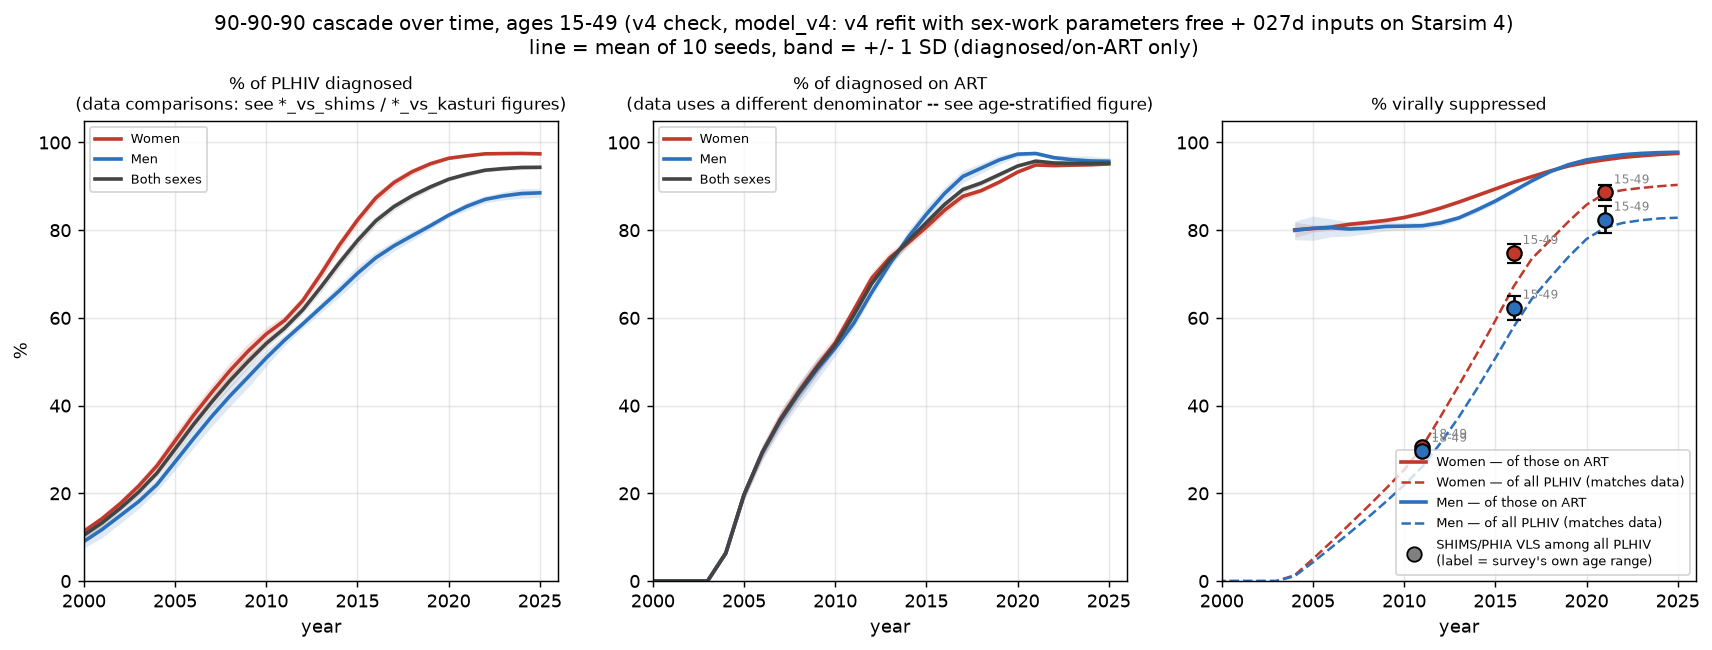 90-90-90 cascade over time, ages 15-49 (v4 check, model_v4: v4 refit with sex-work parameters free + 027d inputs on Starsim 4)
line = mean of 10 seeds, band = +/- 1 SD (diagnosed/on-ART only)
% of PLHIV diagnosed
(data comparisons: see *_vs_shims / *_vs_kasturi figures)
%
100
80
60
40
20
0
2000
2005
2010
2015
2020
2025
year
Women
Men
Both sexes
% of diagnosed on ART
(data uses a different denominator -- see age-stratified figure)
100
80
60
40
20
0
2000
2005
2010
2015
2020
2025
year
Women
Men
Both sexes
% virally suppressed
100
80
60
40
20
0
2000
2005
2010
2015
2020
2025
year
15-49
15-49
15-49
15-49
18-49
18-49
Women — of those on ART
Women — of all PLHIV (matches data)
Men — of those on ART
Men — of all PLHIV (matches data)
SHIMS/PHIA VLS among all PLHIV
(label = survey's own age range)